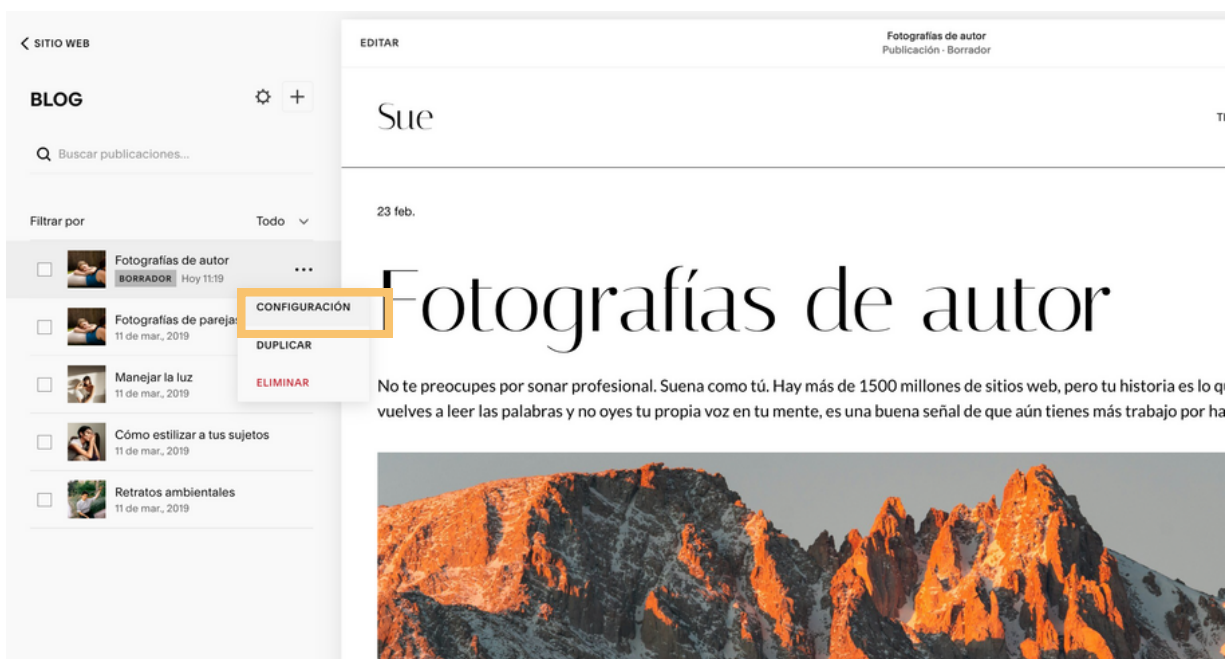 SITIO WEB
BLOG
Buscar publicaciones...
Filtrar por
Todo
Fotografías de autor
BORRADOR Hoy 11:19
Fotografías de parejas
11 de mar., 2019
Manejar la luz
11 de mar., 2019
Cómo estilizar a tus sujetos
11 de mar., 2019
Retratos ambientales
11 de mar., 2019
CONFIGURACIÓN
DUPLICAR
ELIMINAR
EDITAR
Fotografías de autor
Publicación · Borrador
Sue
23 feb.
Fotografías de autor
No te preocupes por sonar profesional. Suena como tú. Hay más de 1500 millones de sitios web, pero tu historia es lo
vuelves a leer las palabras y no oyes tu propia voz en tu mente, es una buena señal de que aún tienes más trabajo por